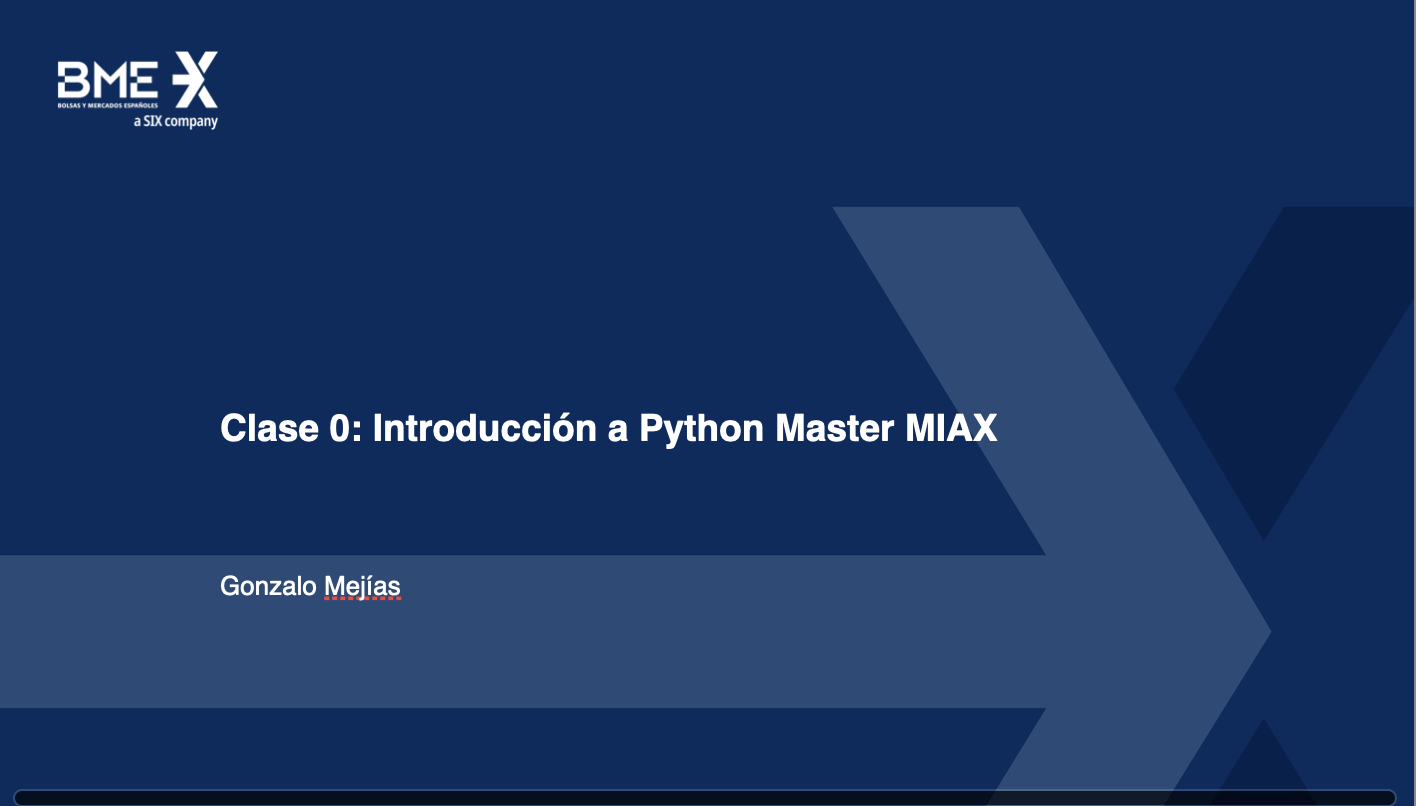 BME X
BOLSAS Y MERCADOS ESPAÑOLES
a SIX company
Clase 0: Introducción a Python Master MIAX
Gonzalo Mejías